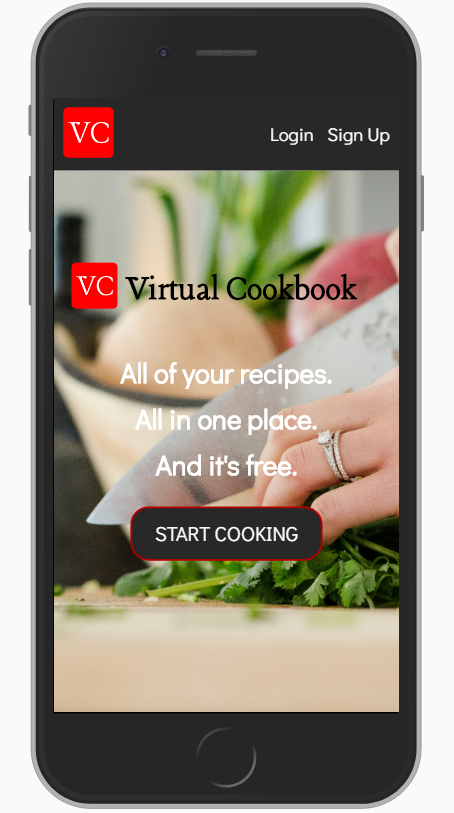 VC
Login Sign Up
VC Virtual Cookbook
All of your recipes.
All in one place.
And it's free.
START COOKING